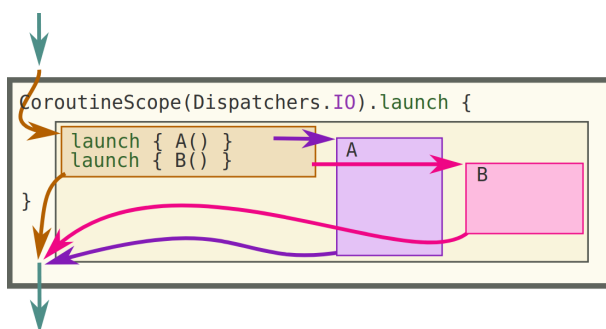 CoroutineScope(Dispatchers.IO).launch {
launch { A() }
launch { B() }
A
B
}